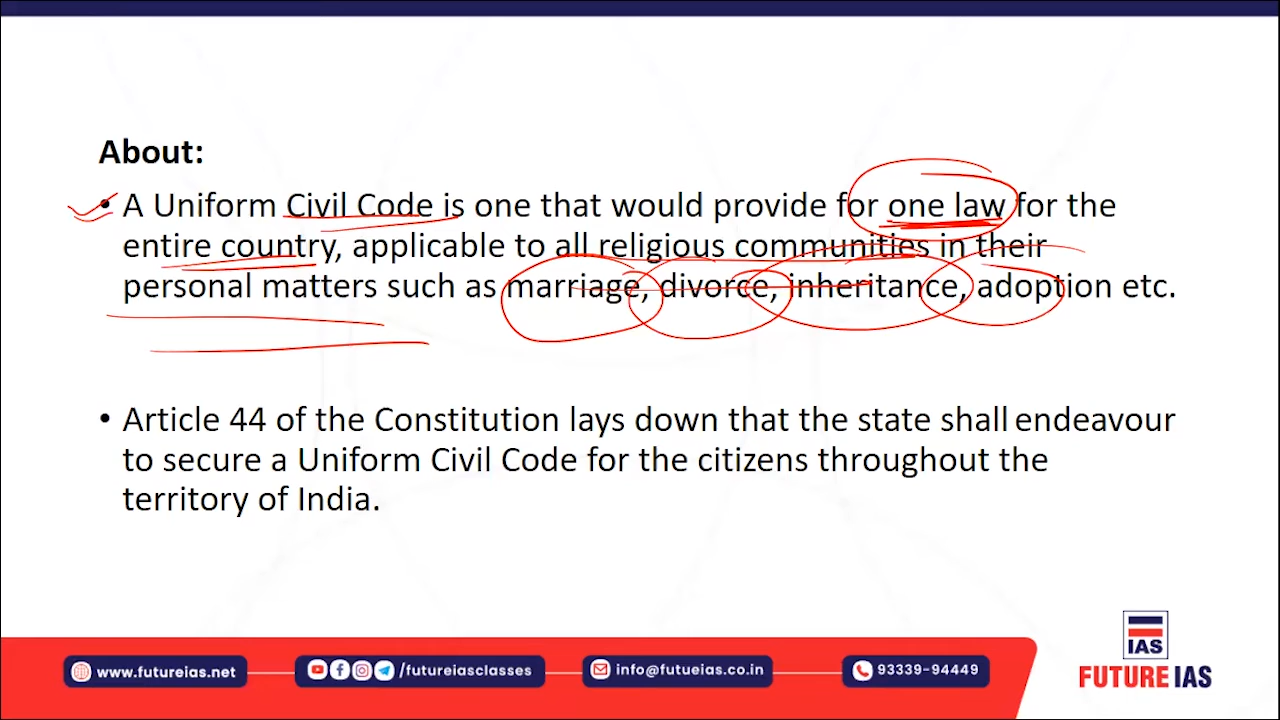 About:
• A Uniform Civil Code is one that would provide for one law for the
entire country, applicable to all religious communities in their
personal matters such as marriage, divorce, inheritance, adoption etc.
• Article 44 of the Constitution lays down that the state shall endeavour
to secure a Uniform Civil Code for the citizens throughout the
territory of India.
IAS
www.futureias.net /futureiasclasses info@futueias.co.in 93339-94449
FUTURE IAS